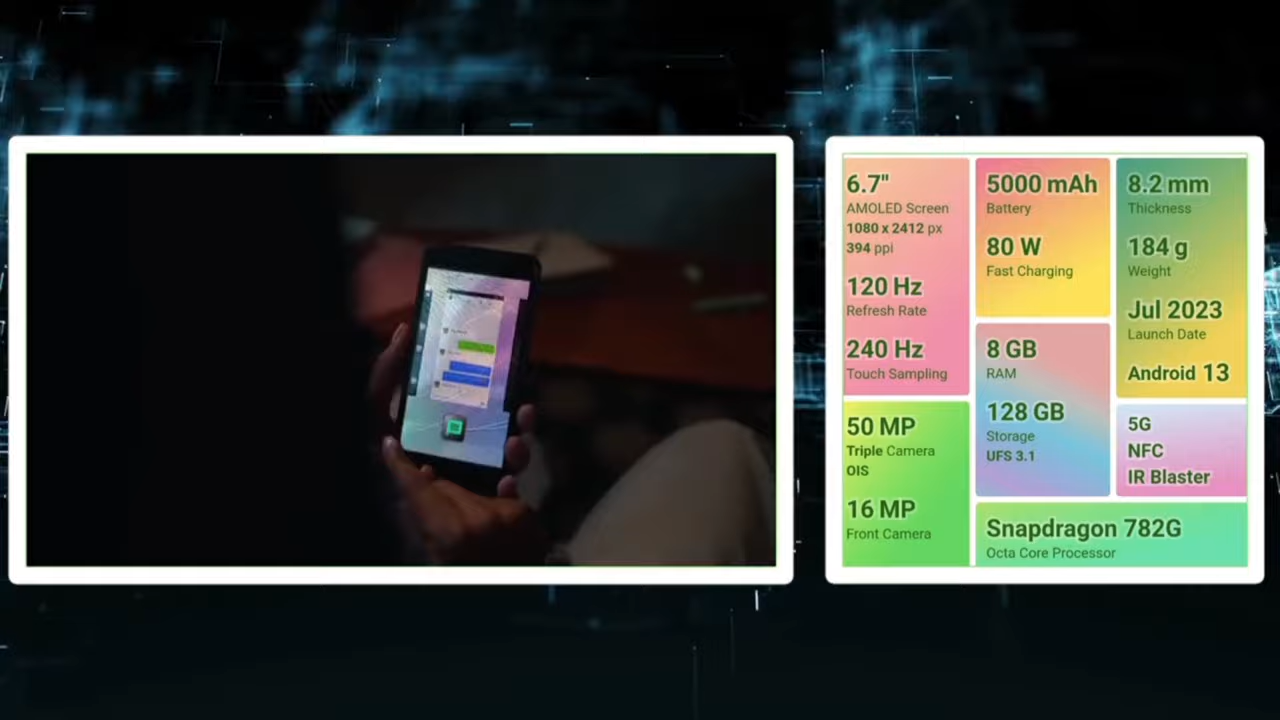 6.7"
AMOLED Screen
1080 x 2412 px
394 ppi
120 Hz
Refresh Rate
240 Hz
Touch Sampling
50 MP
Triple Camera
OIS
16 MP
Front Camera
5000 mAh
Battery
80 W
Fast Charging
8 GB
RAM
128 GB
Storage
UFS 3.1
8.2 mm
Thickness
184 g
Weight
Jul 2023
Launch Date
Android 13
5G
NFC
IR Blaster
Snapdragon 782G
Octa Core Processor